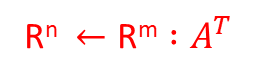 Rⁿ ← Rᵐ : Aᵀ